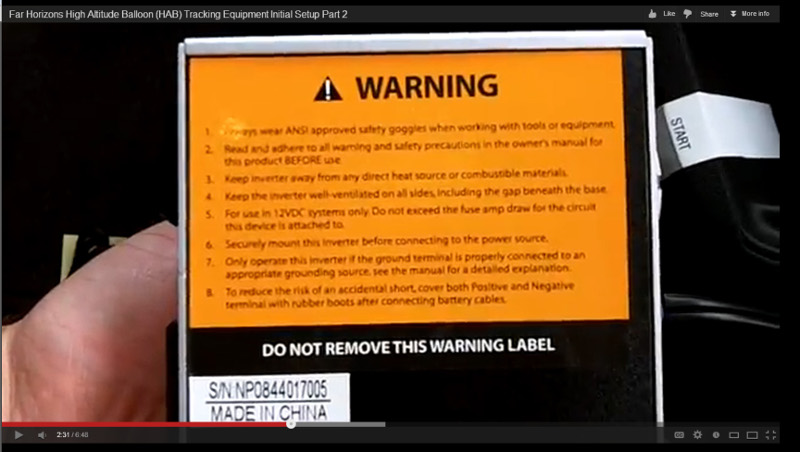 Far Horizons High Altitude Balloon (HAB) Tracking Equipment Initial Setup Part 2
Like
Share
More info
WARNING
1. Always wear ANSI approved safety goggles when working with tools or equipment.
2. Read and adhere to all warning and safety precautions in the owner's manual for
this product BEFORE use
3. Keep inverter away from any direct heat source or combustible materials.
4. Keep the inverter well-ventilated on all sides, including the gap beneath the base.
5. For use in 12VDC systems only. Do not exceed the fuse amp draw for the circuit
this device is attached to.
6. Securely mount this inverter before connecting to the power source.
7. Only operate this inverter if the ground terminal is properly connected to an
appropriate grounding source, see the manual for a detailed explanation.
8. To reduce the risk of an accidental short, cover both Positive and Negative
terminal with rubber boots after connecting battery cables.
DO NOT REMOVE THIS WARNING LABEL
S/N:NP0844017005
MADE IN CHINA
START
2:31 / 6:40